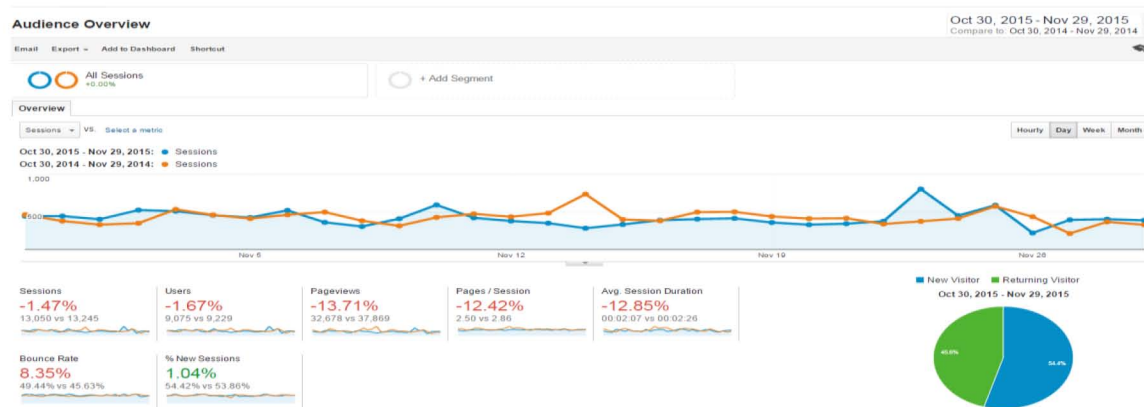 Audience Overview
Oct 30, 2015 - Nov 29, 2015
Compare to: Oct 30, 2014 - Nov 29, 2014
Email Export Add to Dashboard Shortcut
All Sessions
+0.00%
+ Add Segment
Overview
Sessions VS. Select a metric
Hourly Day Week Month
Oct 30, 2015 - Nov 29, 2015: Sessions
Oct 30, 2014 - Nov 29, 2014: Sessions
1,000
500
Nov 5 Nov 12 Nov 19 Nov 26
New Visitor Returning Visitor
Oct 30, 2015 - Nov 29, 2015
Sessions Users Pageviews Pages / Session Avg. Session Duration
-1.47% -1.67% -13.71% -12.42% -12.85%
13,050 vs 13,245 9,075 vs 9,229 32,678 vs 37,869 2.50 vs 2.86 00:02:07 vs 00:02:26
45.6%
54.4%
Bounce Rate % New Sessions
8.35% 1.04%
49.44% vs 45.63% 54.42% vs 53.86%